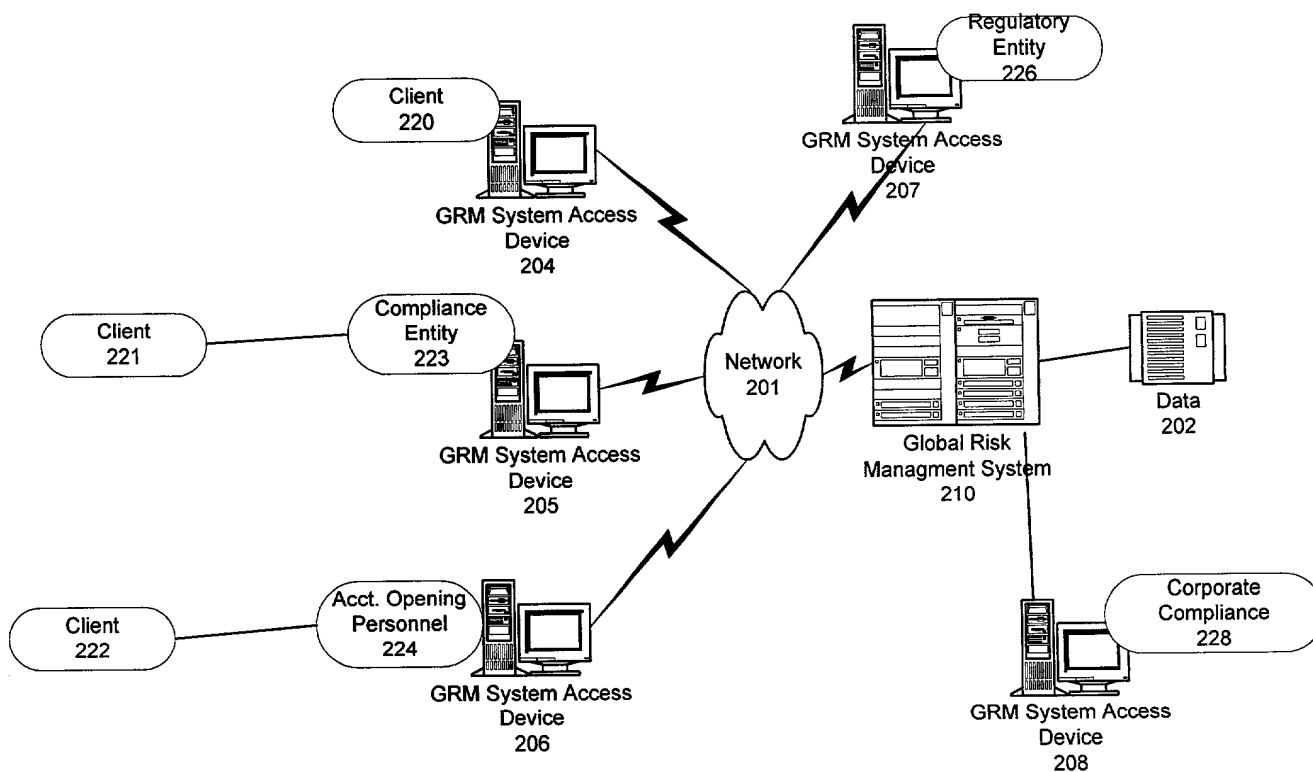 Regulatory
Entity
226
GRM System Access
Device
207
Client
220
GRM System Access
Device
204
Client
221
Compliance
Entity
223
GRM System Access
Device
205
Network
201
Global Risk
Managment System
210
Data
202
Client
222
Acct. Opening
Personnel
224
GRM System Access
Device
206
Corporate
Compliance
228
GRM System Access
Device
208